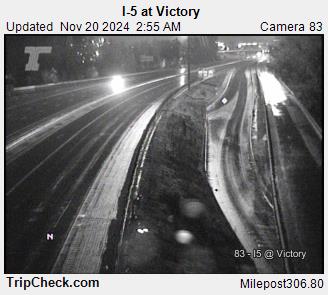 I-5 at Victory
Updated Nov 20 2024 2:55 AM Camera 83
T
N
83 - I5 @ Victory
TripCheck.com Milepost306.80